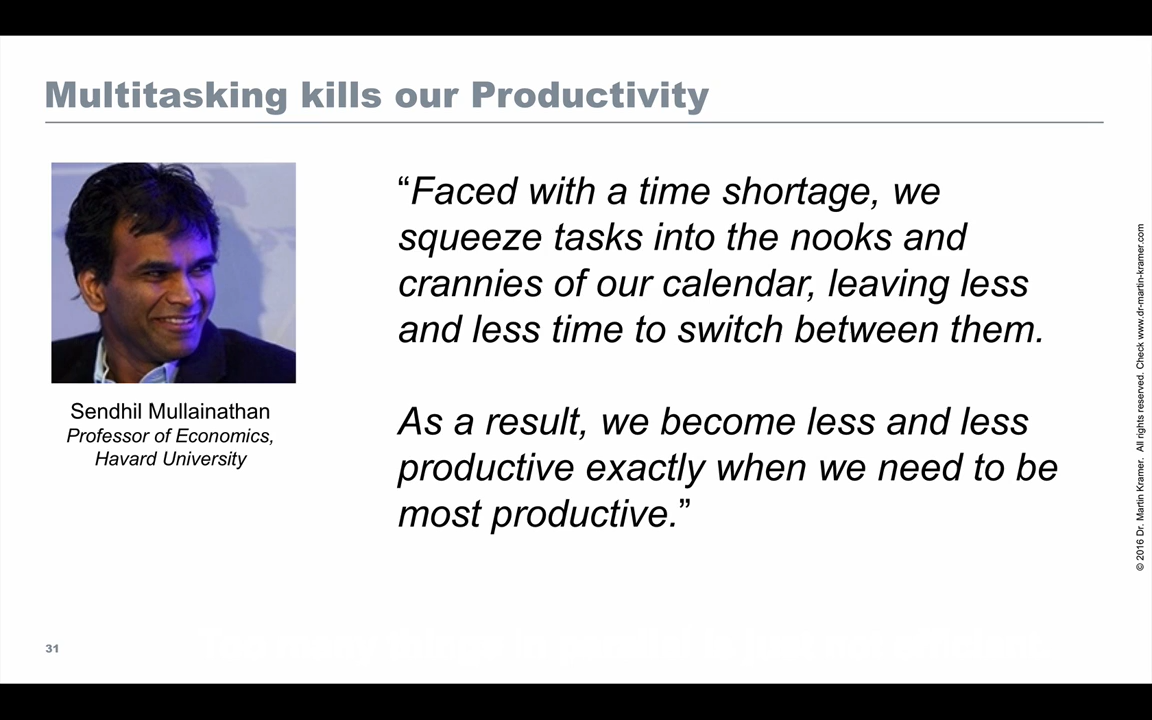 Multitasking kills our Productivity
“Faced with a time shortage, we
squeeze tasks into the nooks and
crannies of our calendar, leaving less
and less time to switch between them.
As a result, we become less and less
productive exactly when we need to be
most productive.”
Sendhil Mullainathan
Professor of Economics,
Havard University
© 2016 Dr. Martin Kramer. All rights reserved. Check www.dr-martin-kramer.com
31